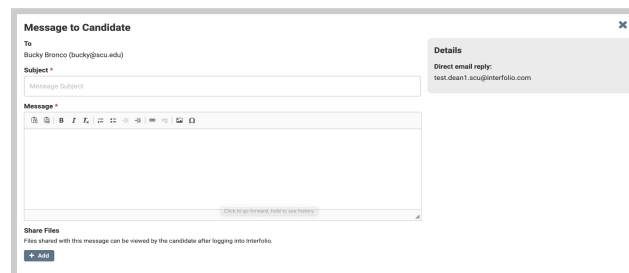 Message to Candidate
To
Bucky Bronco (bucky@scu.edu)
Subject *
Message Subject
Message *
B I Tx Ω
Click to go forward, hold to see history
Share Files
Files shared with this message can be viewed by the candidate after logging into Interfolio.
+ Add
Details
Direct email reply:
test.dean1.scu@interfolio.com